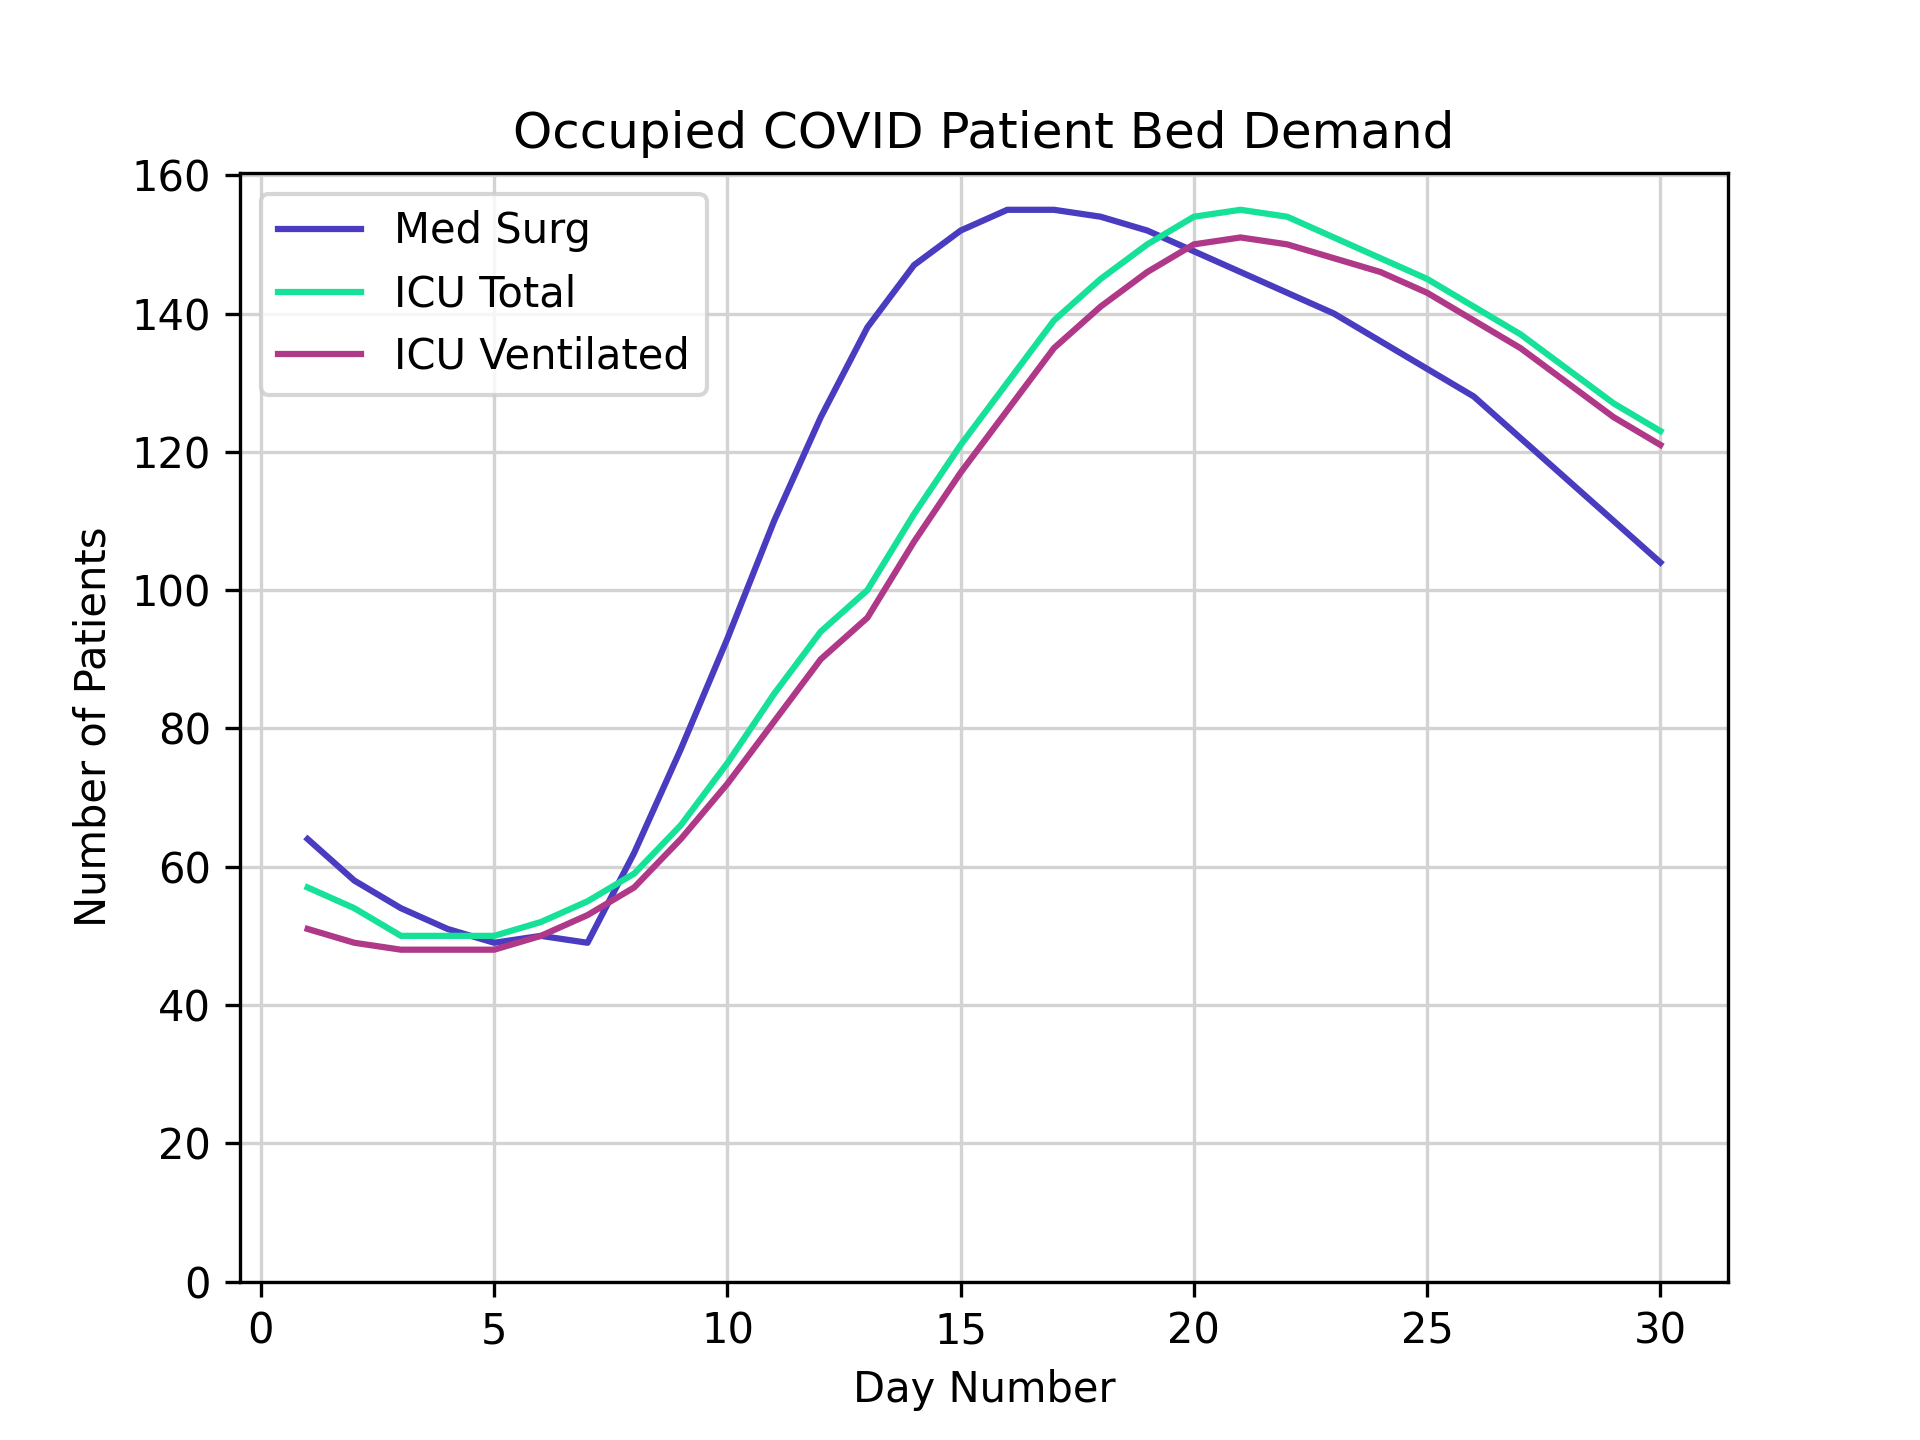 Occupied COVID Patient Bed Demand
160
140
120
100
80
60
40
20
0
Number of Patients
Med Surg
ICU Total
ICU Ventilated
0 5 10 15 20 25 30
Day Number